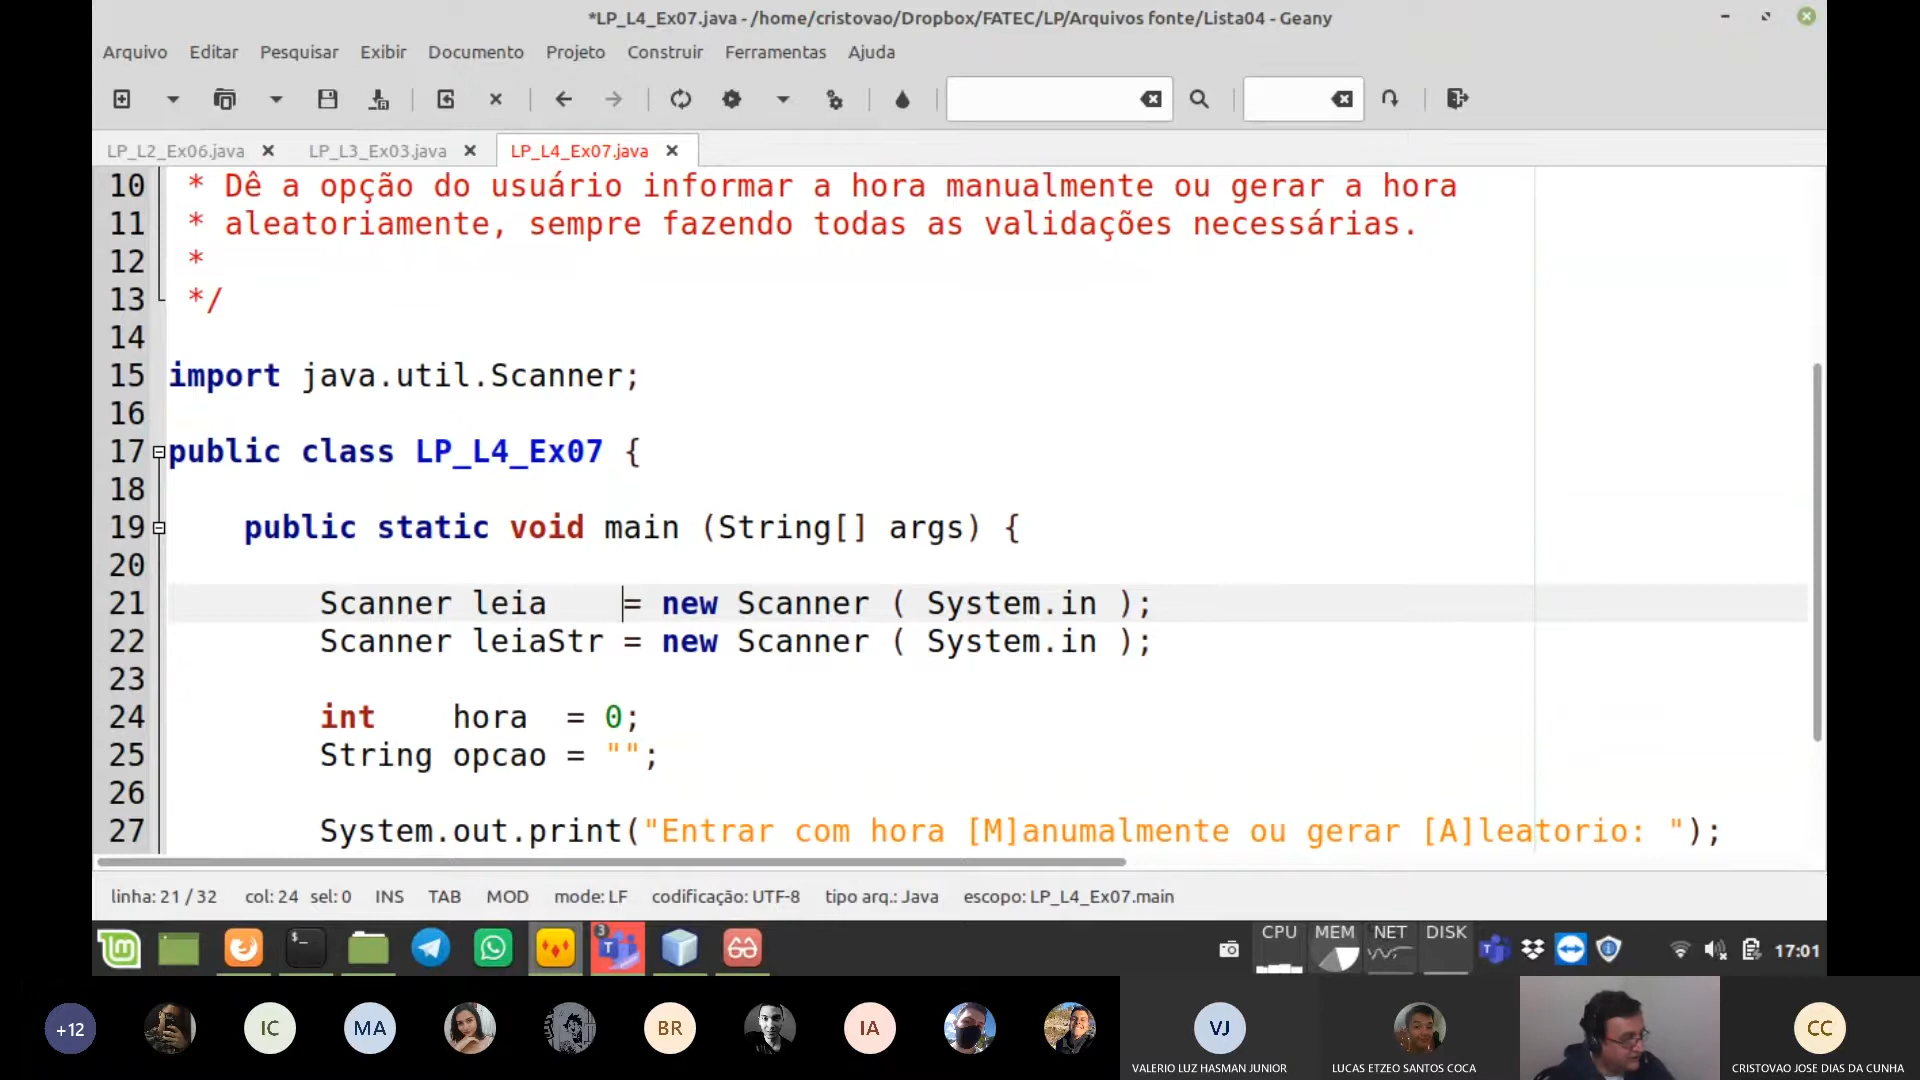 *LP_L4_Ex07.java - /home/cristovao/Dropbox/FATEC/LP/Arquivos fonte/Lista04 - Geany
Arquivo Editar Pesquisar Exibir Documento Projeto Construir Ferramentas Ajuda
LP_L2_Ex06.java LP_L3_Ex03.java LP_L4_Ex07.java
10 * Dê a opção do usuário informar a hora manualmente ou gerar a hora
11 * aleatoriamente, sempre fazendo todas as validações necessárias.
12 *
13 */
14
15 import java.util.Scanner;
16
17 public class LP_L4_Ex07 {
18
19 public static void main (String[] args) {
20
21 Scanner leia = new Scanner ( System.in );
22 Scanner leiaStr = new Scanner ( System.in );
23
24 int hora = 0;
25 String opcao = "";
26
27 System.out.print("Entrar com hora [M]anumalmente ou gerar [A]leatorio: ");
linha: 21 / 32 col: 24 sel: 0 INS TAB MOD mode: LF codificação: UTF-8 tipo arq.: Java escopo: LP_L4_Ex07.main
3 CPU MEM NET DISK 17:01
+12 IC MA BR IA VJ CC
VALERIO LUZ HASMAN JUNIOR LUCAS ETZEO SANTOS COCA CRISTOVAO JOSE DIAS DA CUNHA